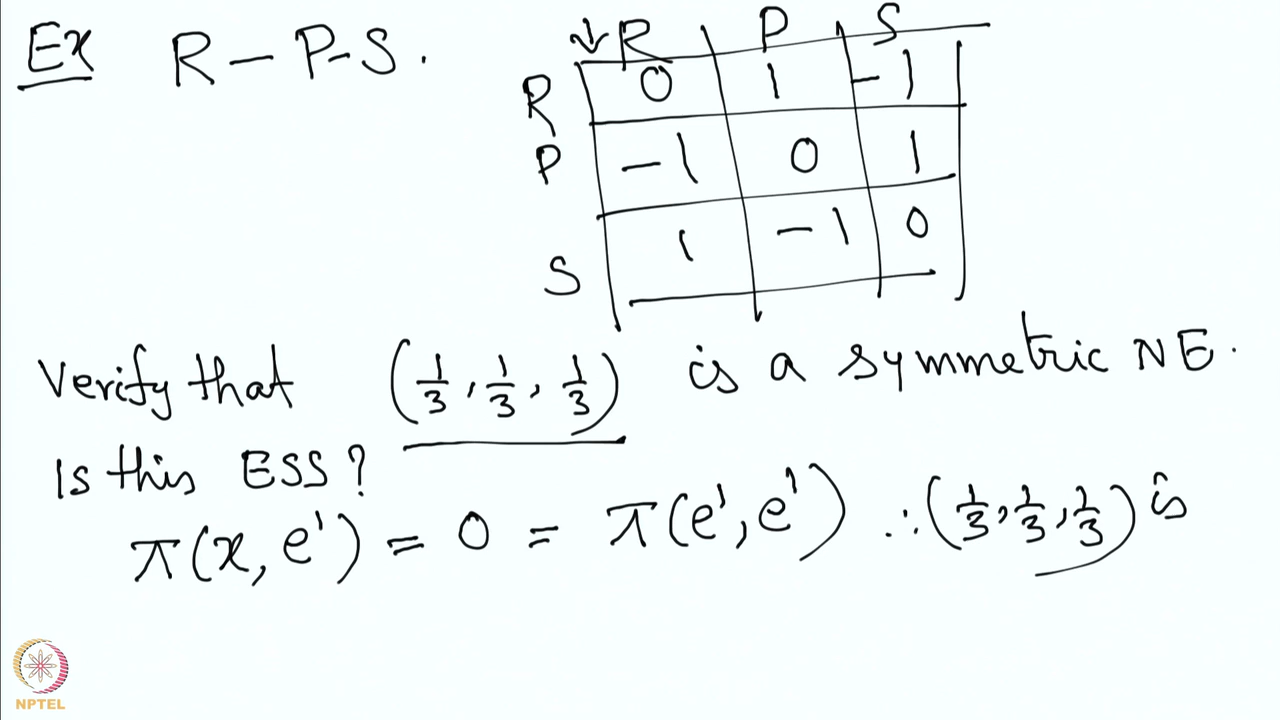 Ex R-P-S.
↓R P S
R 0 1 -1
P -1 0 1
S 1 -1 0
Verify that (1/3, 1/3, 1/3) is a symmetric NE.
Is this ESS?
π(x, e¹) = 0 = π(e¹, e¹) ∴ (1/3, 1/3, 1/3) is
NPTEL